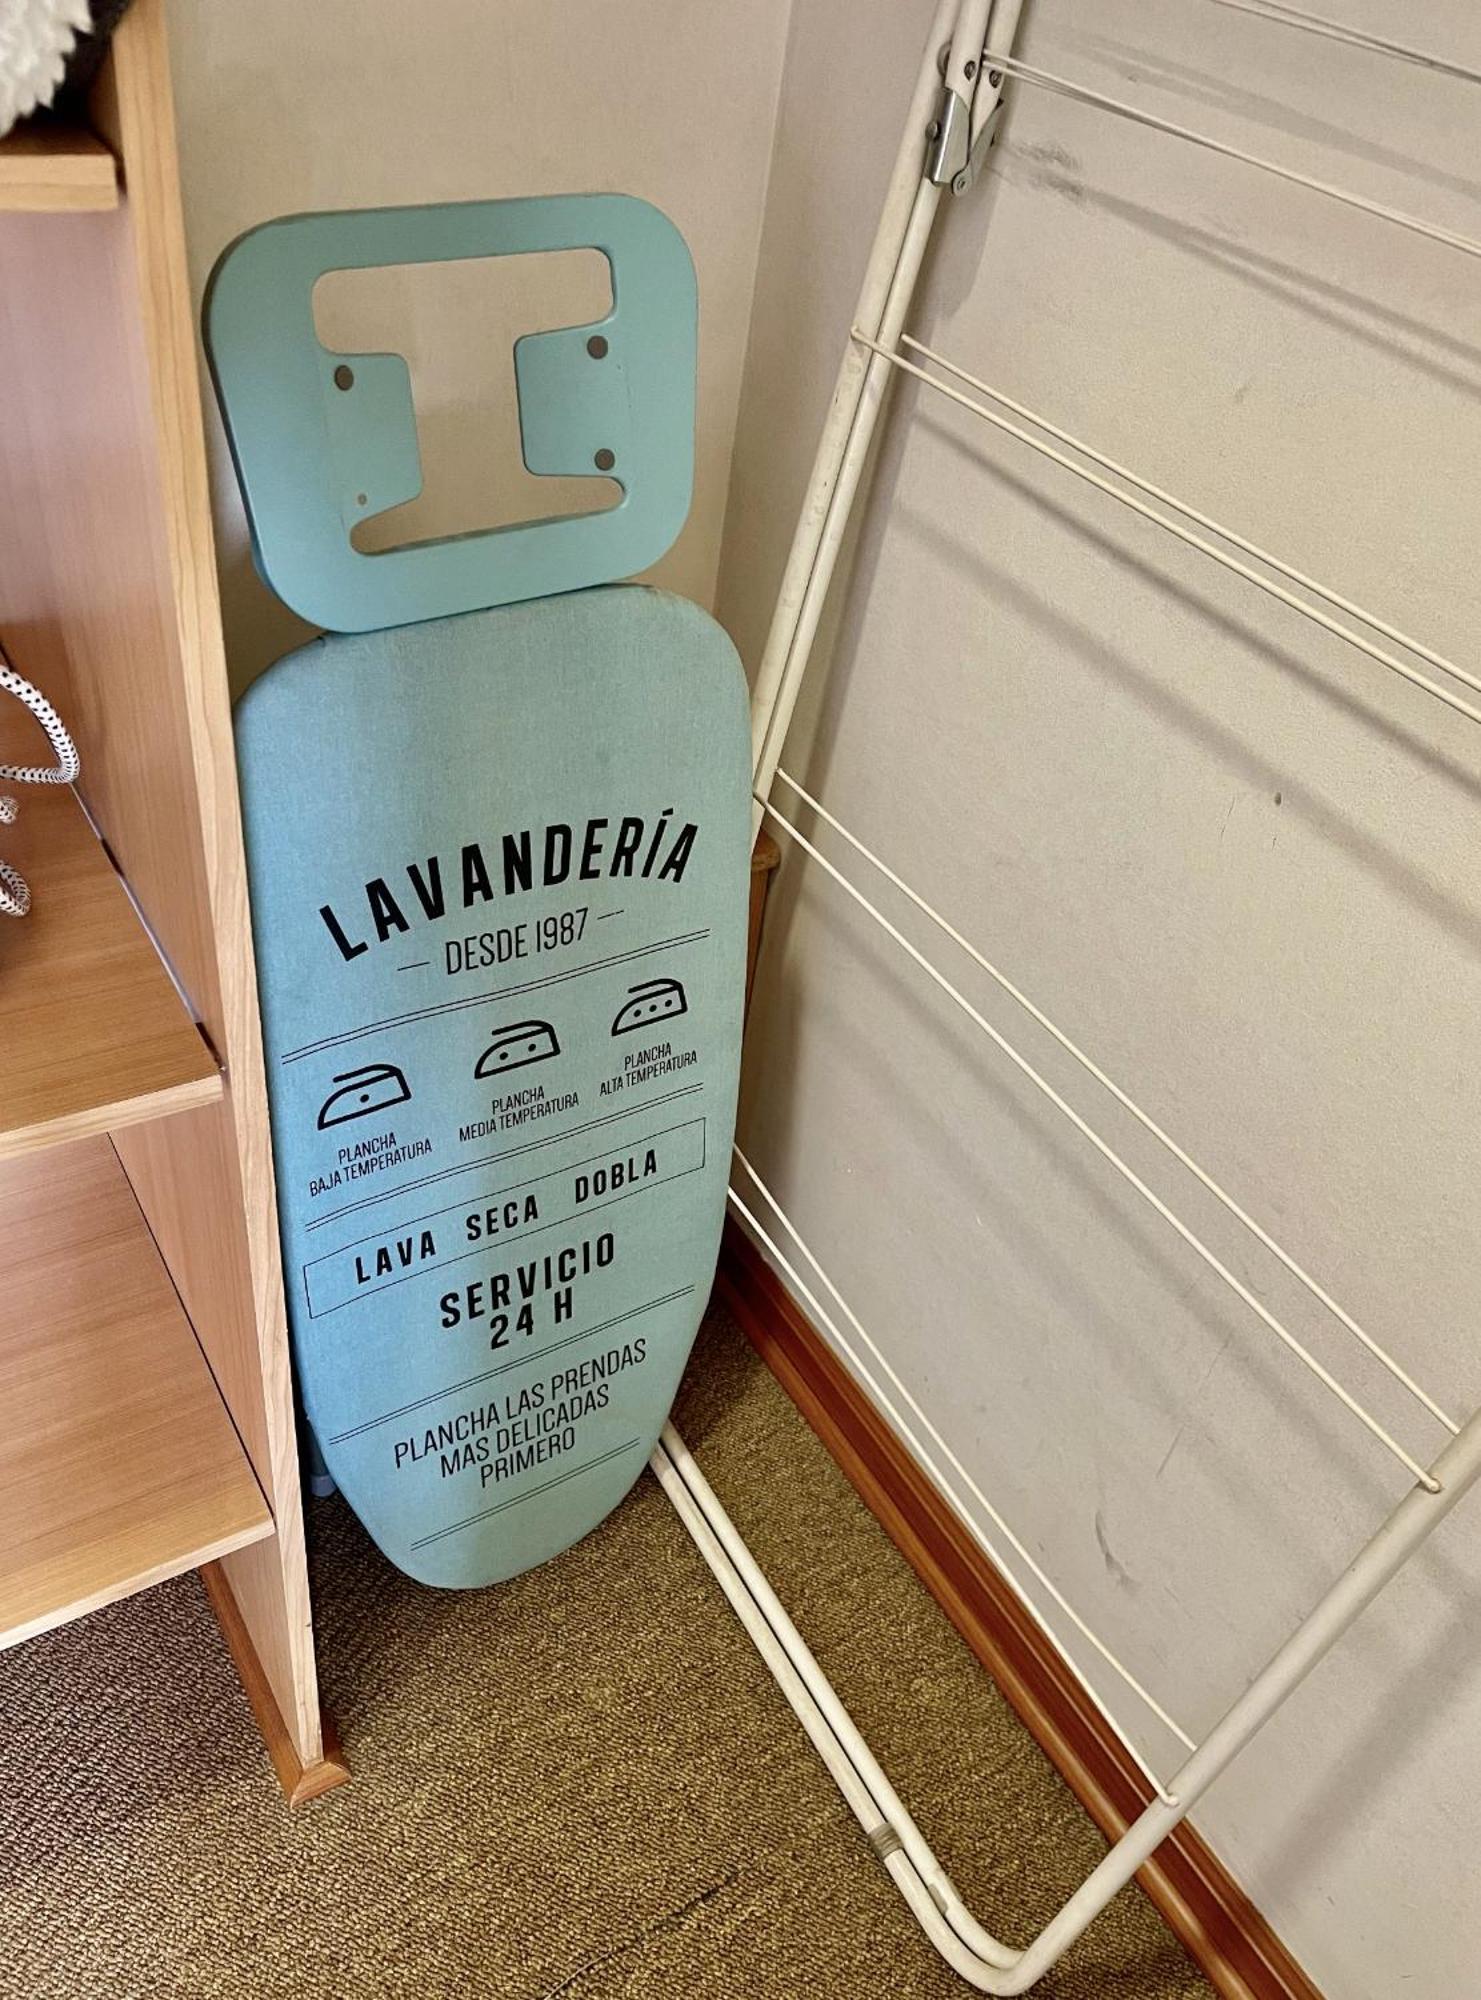 LAVANDERÍA
— DESDE 1987 —
PLANCHA
BAJA TEMPERATURA
PLANCHA
MEDIA TEMPERATURA
PLANCHA
ALTA TEMPERATURA
LAVA SECA DOBLA
SERVICIO
24 H
PLANCHA LAS PRENDAS
MAS DELICADAS
PRIMERO